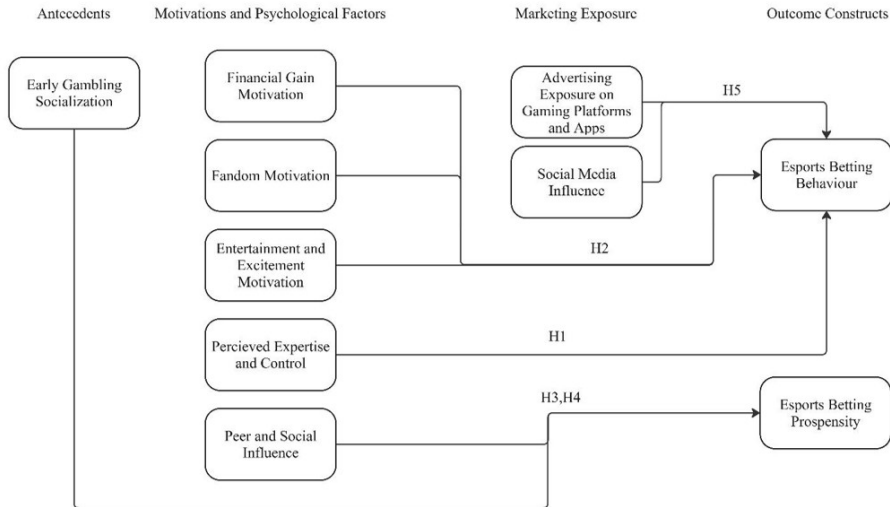 Antecedents
Motivations and Psychological Factors
Marketing Exposure
Outcome Constructs
Early Gambling
Socialization
Financial Gain
Motivation
Fandom Motivation
Entertainment and
Excitement
Motivation
Percieved Expertise
and Control
Peer and Social
Influence
Advertising
Exposure on
Gaming Platforms
and Apps
Social Media
Influence
H5
H2
H1
H3,H4
Esports Betting
Behaviour
Esports Betting
Prospensity